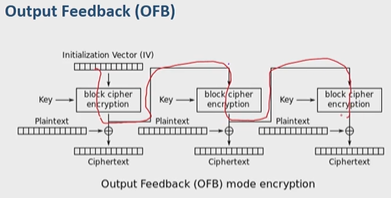 Output Feedback (OFB)
Initialization Vector (IV)
Key block cipher encryption Key block cipher encryption Key block cipher encryption
Plaintext Plaintext Plaintext
Ciphertext Ciphertext Ciphertext
Output Feedback (OFB) mode encryption